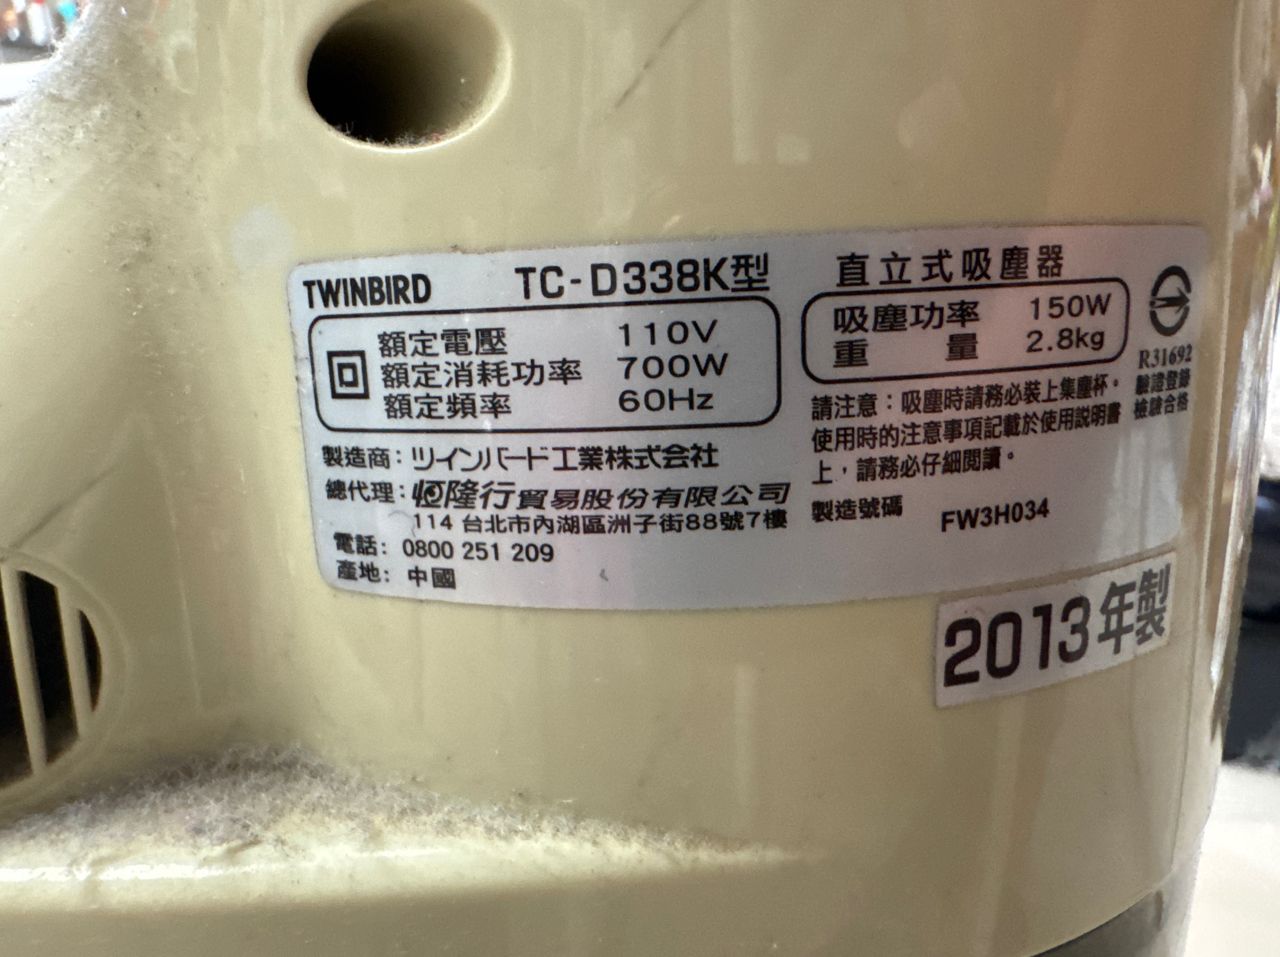 TWINBIRD TC-D338K型 直立式吸塵器
額定電壓 110V
額定消耗功率 700W
額定頻率 60Hz
吸塵功率 150W
重量 2.8kg
R31692
驗證登錄
檢驗合格
製造商：ツインバード工業株式会社
總代理：恆隆行貿易股份有限公司
114 台北市內湖區洲子街88號7樓
電話：0800 251 209
產地：中國
請注意：吸塵時請務必裝上集塵杯。
使用時的注意事項記載於使用說明書
上，請務必仔細閱讀。
製造號碼 FW3H034
2013年製